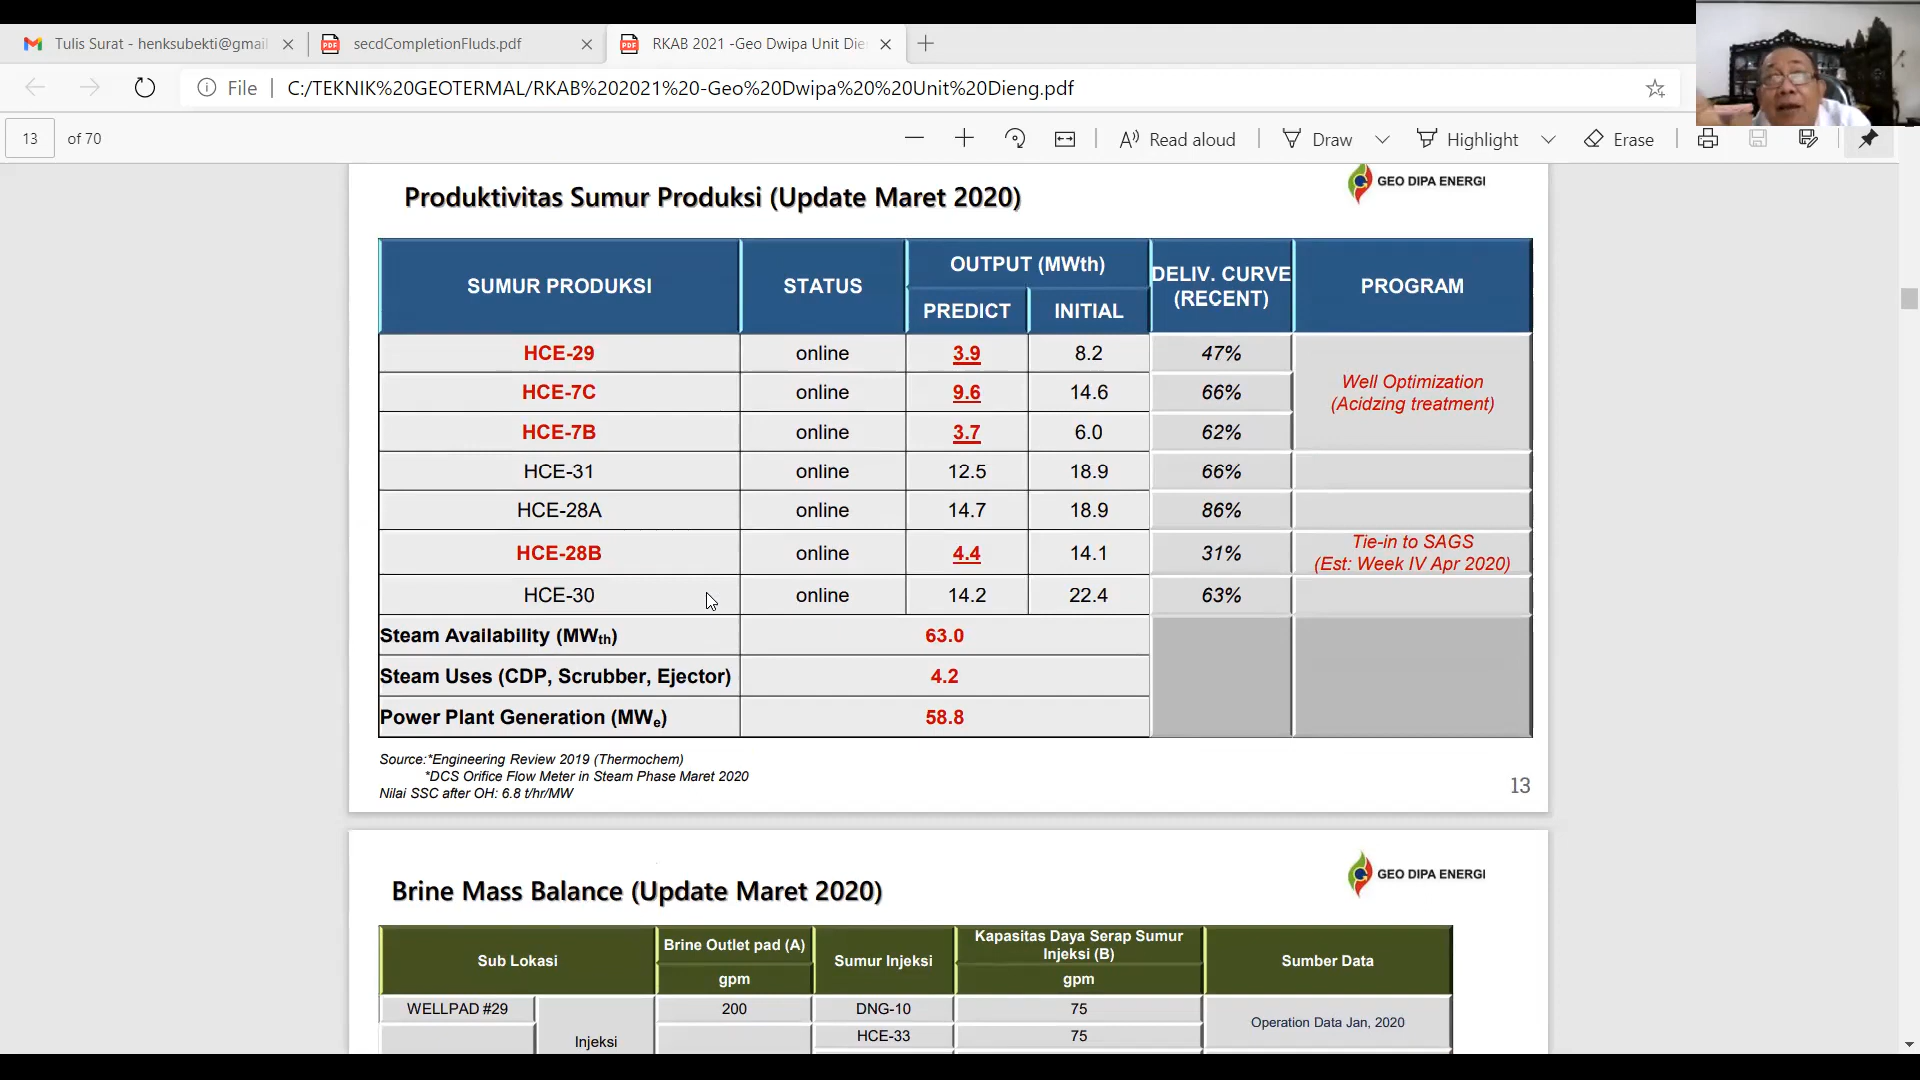 Tulis Surat - henksubekti@gmai
secdCompletionFluds.pdf
RKAB 2021 -Geo Dwipa Unit Die
File
C:/TEKNIK%20GEOTERMAL/RKAB%202021%20-Geo%20Dwipa%20%20Unit%20Dieng.pdf
13 of 70
Read aloud
Draw
Highlight
Erase
Produktivitas Sumur Produksi (Update Maret 2020)
GEO DIPA ENERGI
SUMUR PRODUKSI STATUS OUTPUT (MWth) DELIV. CURVE (RECENT) PROGRAM
PREDICT INITIAL
HCE-29 online 3.9 8.2 47%
HCE-7C online 9.6 14.6 66%
Well Optimization
(Acidzing treatment)
HCE-7B online 3.7 6.0 62%
HCE-31 online 12.5 18.9 66%
HCE-28A online 14.7 18.9 86%
HCE-28B online 4.4 14.1 31%
Tie-in to SAGS
(Est: Week IV Apr 2020)
HCE-30 online 14.2 22.4 63%
Steam Availability (MWth) 63.0
Steam Uses (CDP, Scrubber, Ejector) 4.2
Power Plant Generation (MWe) 58.8
Source:*Engineering Review 2019 (Thermochem)
*DCS Orifice Flow Meter in Steam Phase Maret 2020
Nilai SSC after OH: 6.8 t/hr/MW
13
Brine Mass Balance (Update Maret 2020)
GEO DIPA ENERGI
Sub Lokasi
Brine Outlet pad (A)
gpm
Sumur Injeksi
Kapasitas Daya Serap Sumur
Injeksi (B)
gpm
Sumber Data
WELLPAD #29 200 DNG-10 75
Operation Data Jan, 2020
Injeksi
HCE-33 75